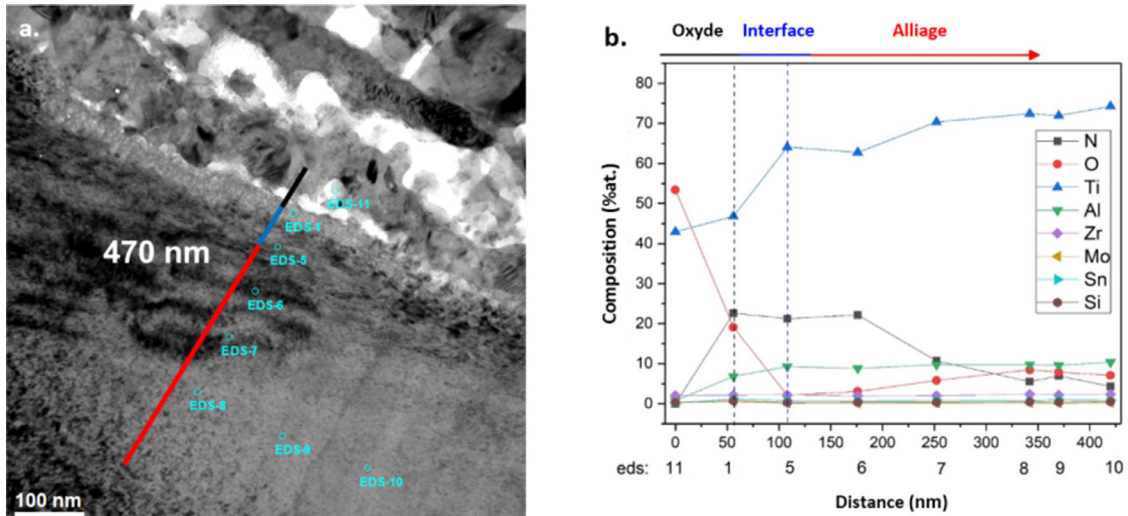 a.
470 nm
EDS-11
EDS-1
EDS-5
EDS-6
EDS-7
EDS-8
EDS-9
EDS-10
100 nm
b.
Oxyde Interface Alliage
Composition (%at.)
80
70
60
50
40
30
20
10
0
N
O
Ti
Al
Zr
Mo
Sn
Si
0 50 100 150 200 250 300 350 400
eds: 11 1 5 6 7 8 9 10
Distance (nm)